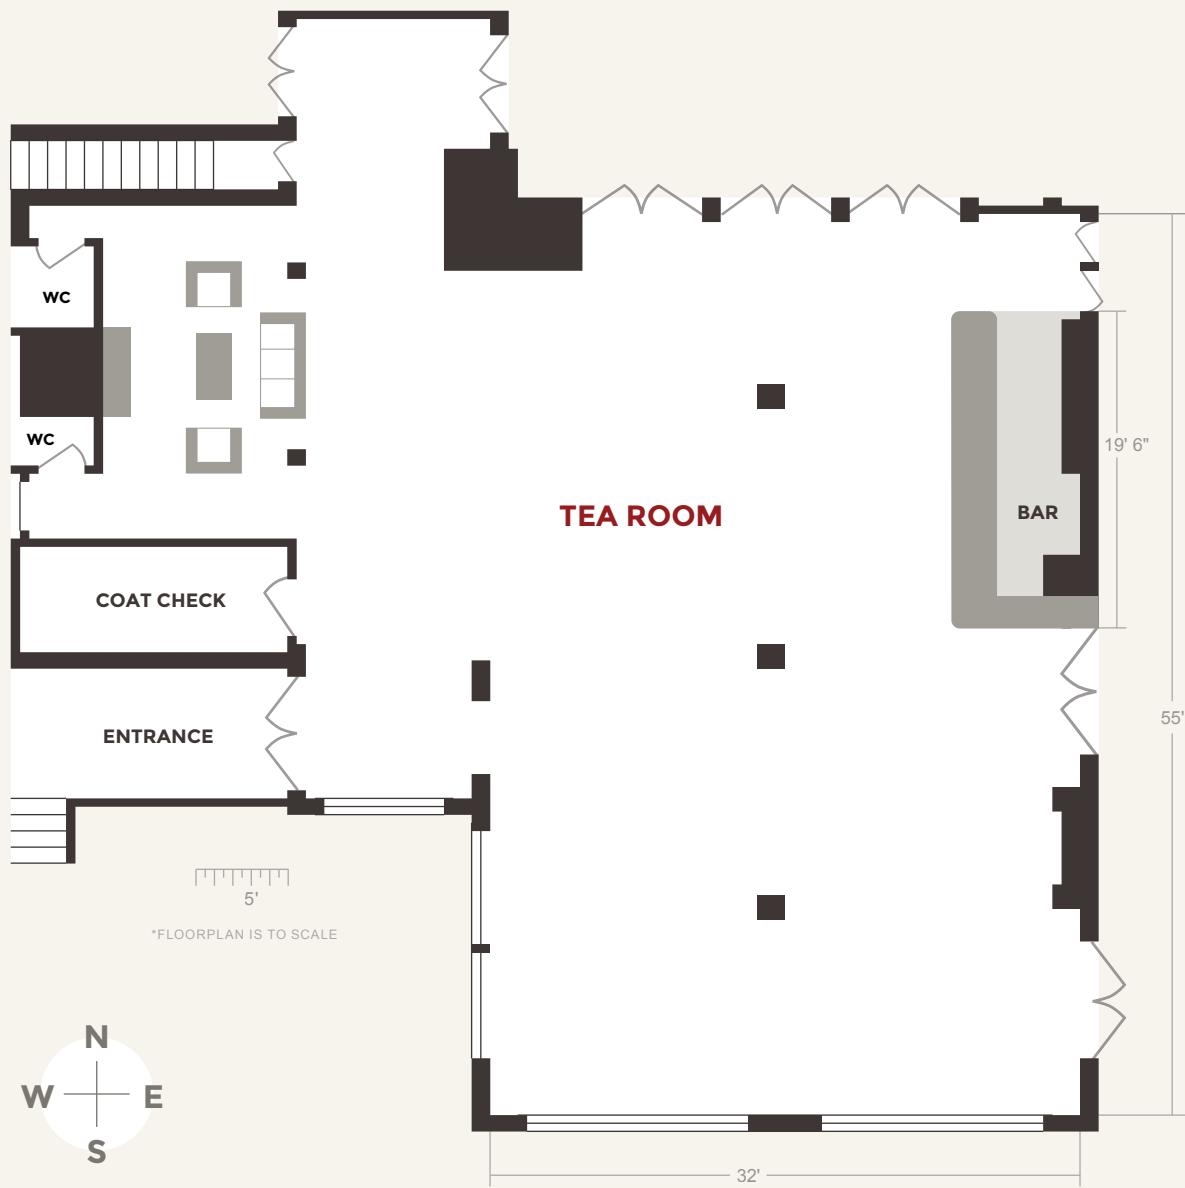 WC
19' 6"
WC
TEA ROOM
BAR
COAT CHECK
55'
ENTRANCE
5'
*FLOORPLAN IS TO SCALE
N
W E
S
32'